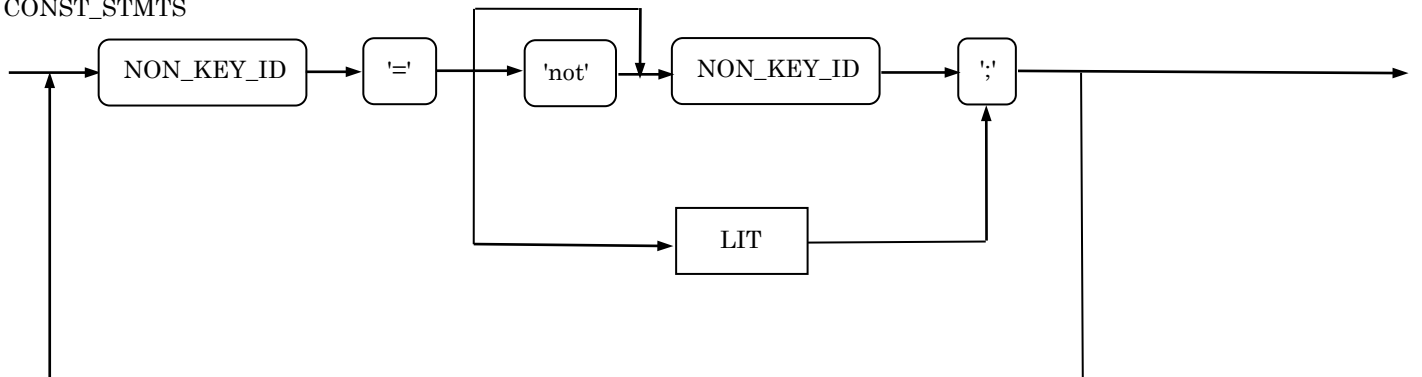 CONST_STMTS
NON_KEY_ID '=' 'not' NON_KEY_ID ';'
LIT